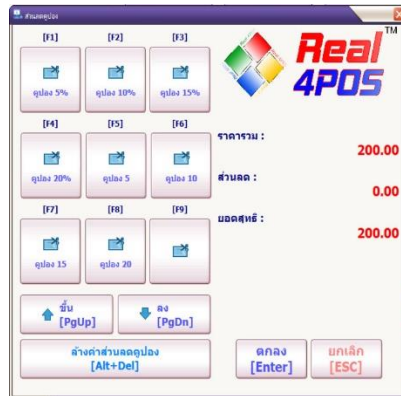 ส่วนลดคูปอง
[F1] [F2] [F3]
คูปอง 5% คูปอง 10% คูปอง 15%
[F4] [F5] [F6]
คูปอง 20% คูปอง 5 คูปอง 10
[F7] [F8] [F9]
คูปอง 15 คูปอง 20
ขึ้น
[PgUp]
ลง
[PgDn]
ล้างค่าส่วนลดคูปอง
[Alt+Del]
Real TM
4POS
ราคารวม :
200.00
ส่วนลด :
0.00
ยอดสุทธิ :
200.00
ตกลง
[Enter]
ยกเลิก
[ESC]